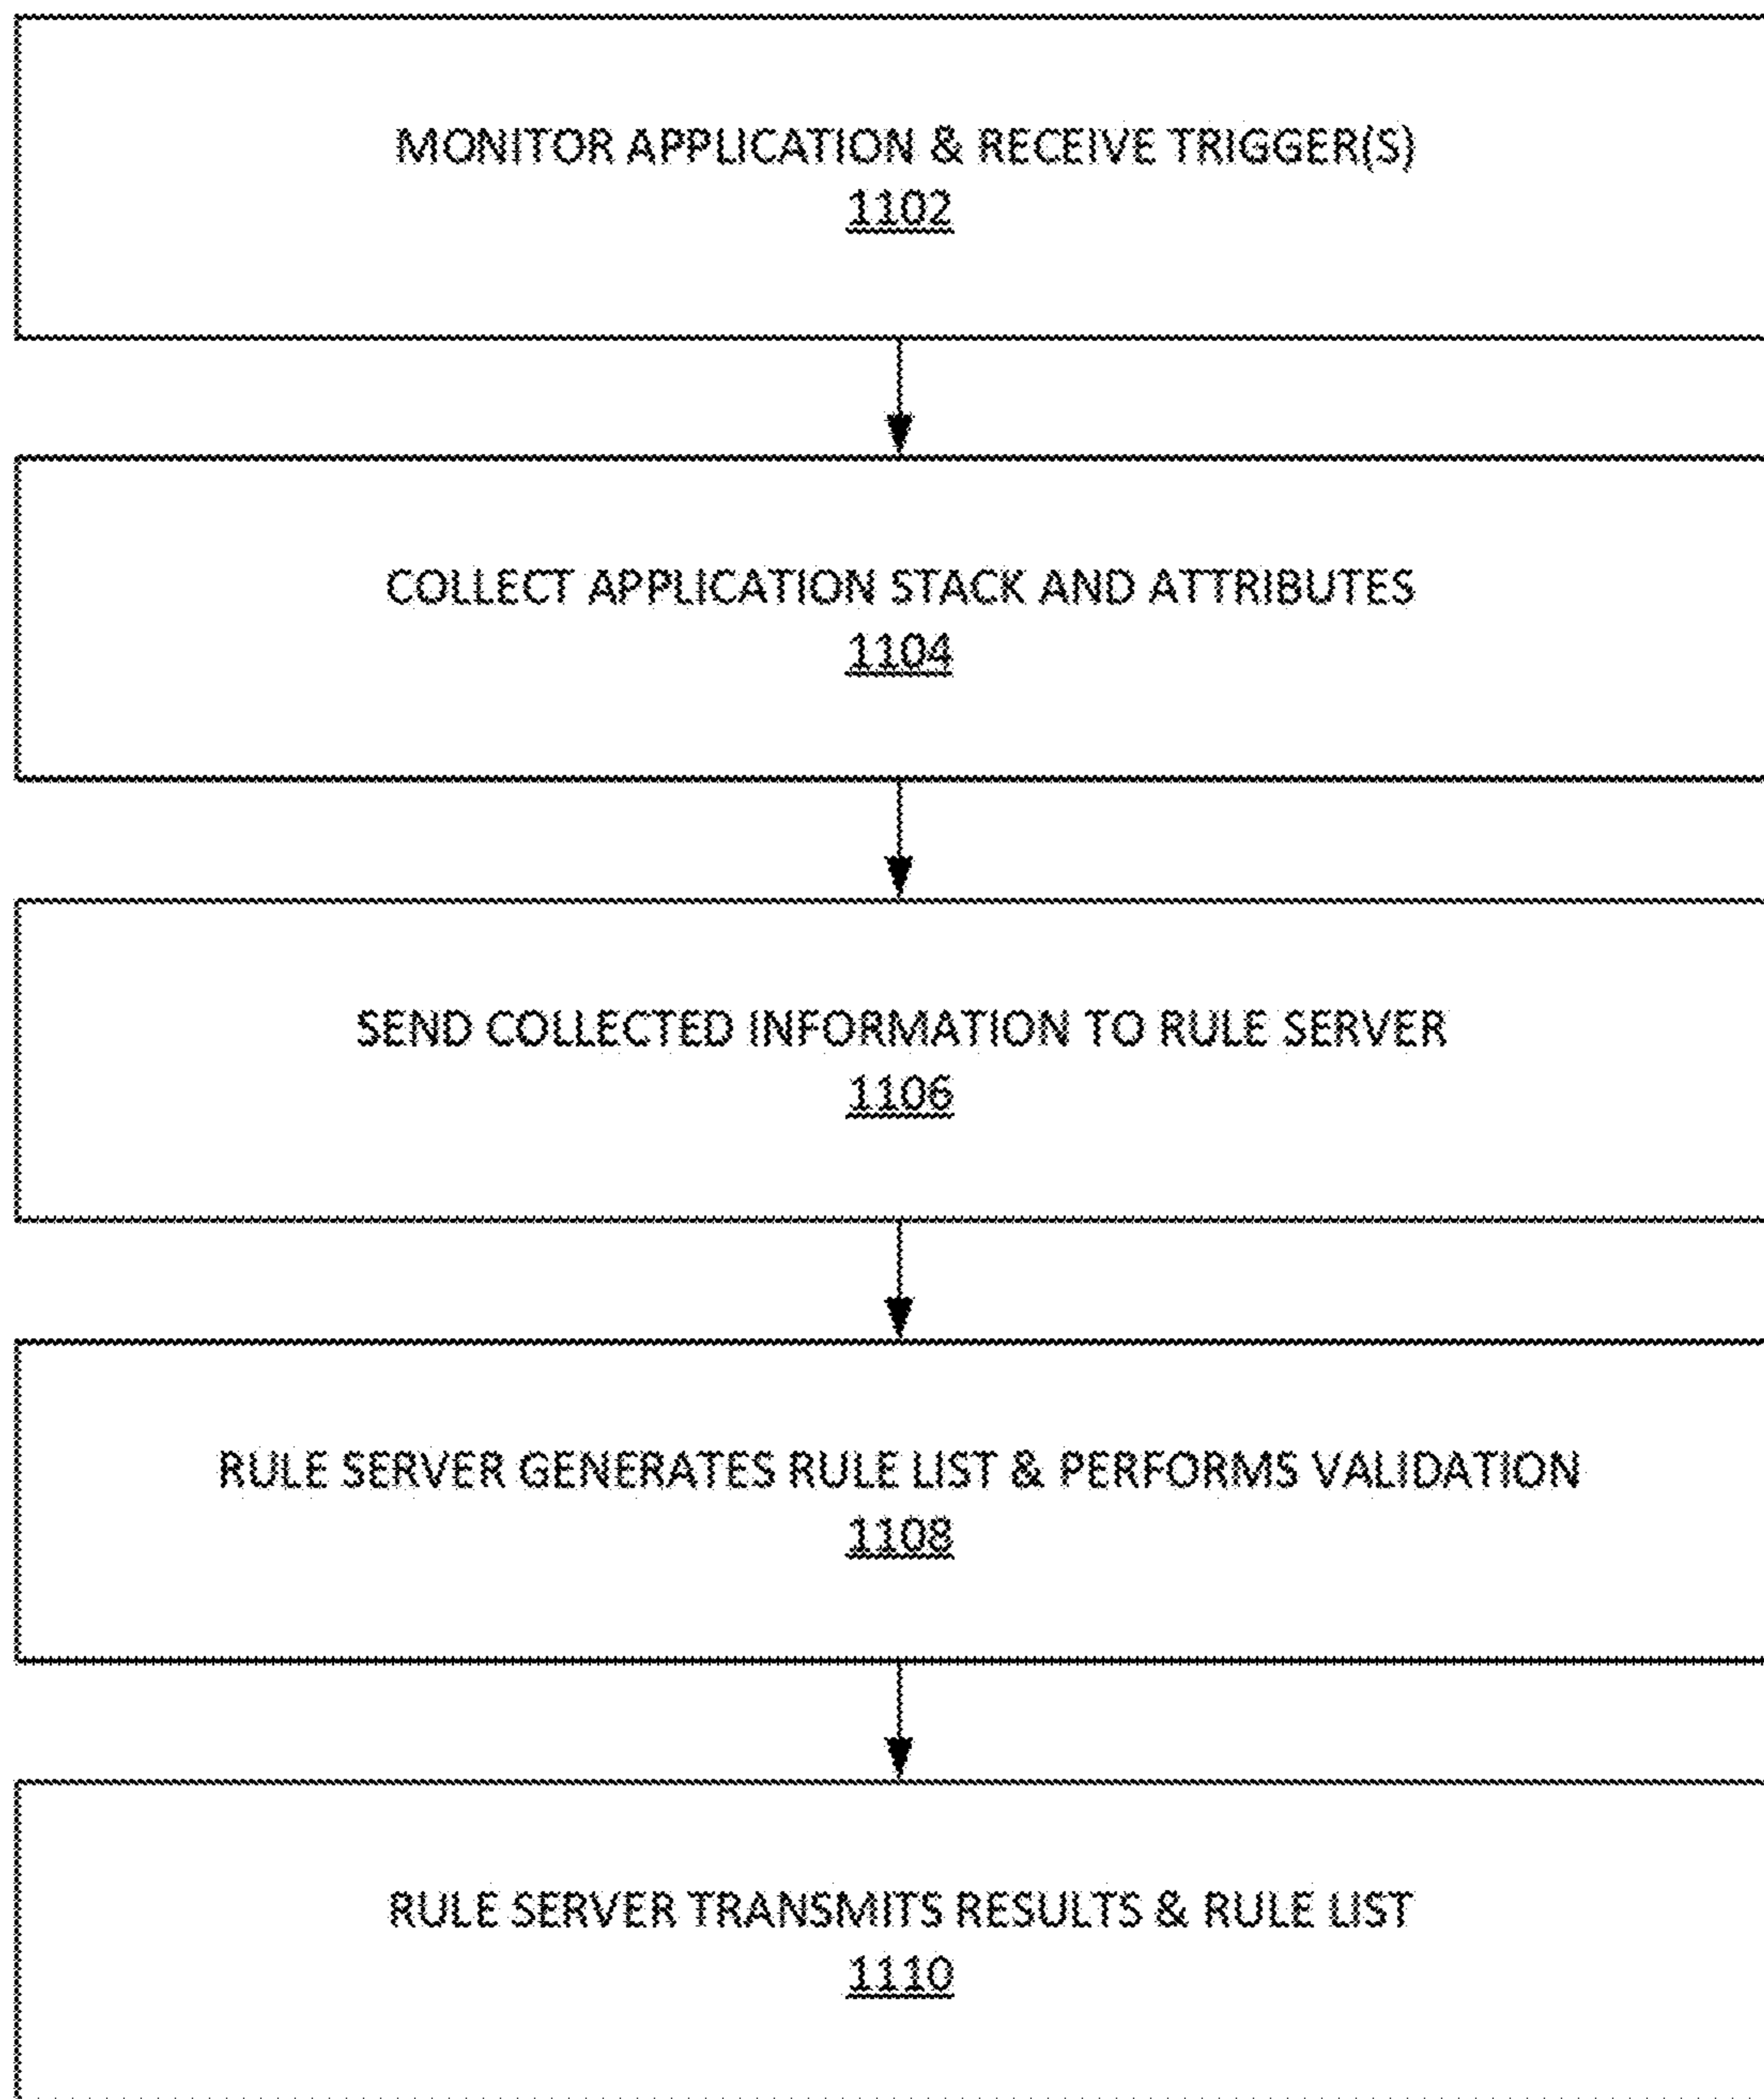 MONITOR APPLICATION & RECEIVE TRIGGER(S)
1102
COLLECT APPLICATION STACK AND ATTRIBUTES
1104
SEND COLLECTED INFORMATION TO RULE SERVER
1106
RULE SERVER GENERATES RULE LIST & PERFORMS VALIDATION
1108
RULE SERVER TRANSMITS RESULTS & RULE LIST
1110